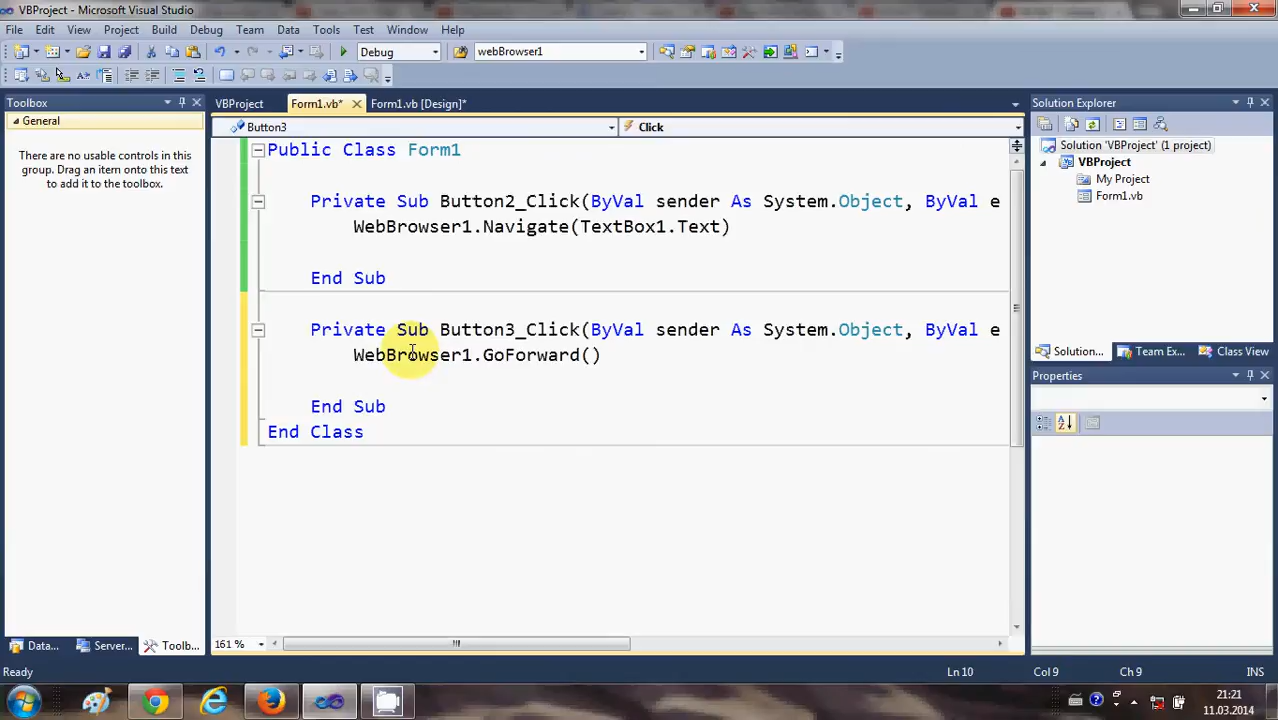 VBProject - Microsoft Visual Studio
File Edit View Project Build Debug Team Data Tools Test Window Help
Debug webBrowser1
Toolbox
General
There are no usable controls in this
group. Drag an item onto this text
to add it to the toolbox.
Data... Server... Toolb...
VBProject Form1.vb* Form1.vb [Design]*
Button3 Click
Public Class Form1
Private Sub Button2_Click(ByVal sender As System.Object, ByVal e
WebBrowser1.Navigate(TextBox1.Text)
End Sub
Private Sub Button3_Click(ByVal sender As System.Object, ByVal e
WebBrowser1.GoForward()
End Sub
End Class
161 %
Solution Explorer
Solution 'VBProject' (1 project)
VBProject
My Project
Form1.vb
Solution... Team Ex... Class View
Properties
Ready Ln 10 Col 9 Ch 9 INS
21:21
11.03.2014